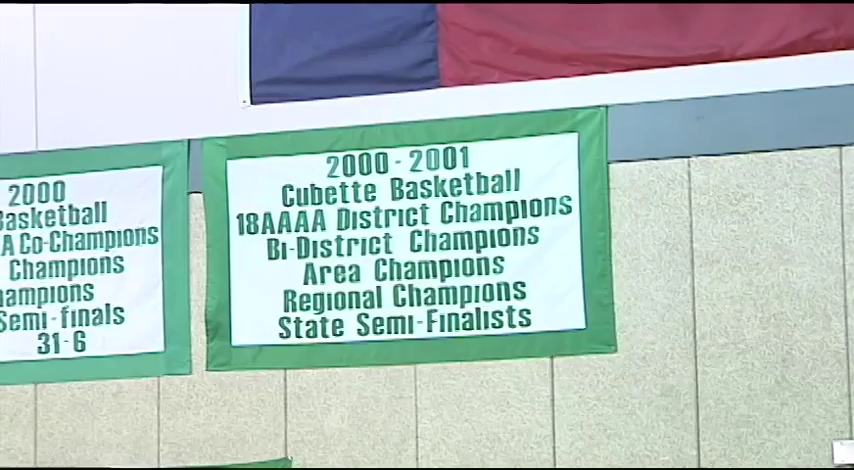 2000
Basketball
A Co-Champions
Champions
Semi-finals
31-6
2000-2001
Cubette Basketball
18AAAA District Champions
Bi-District Champions
Area Champions
Regional Champions
State Semi-Finalists